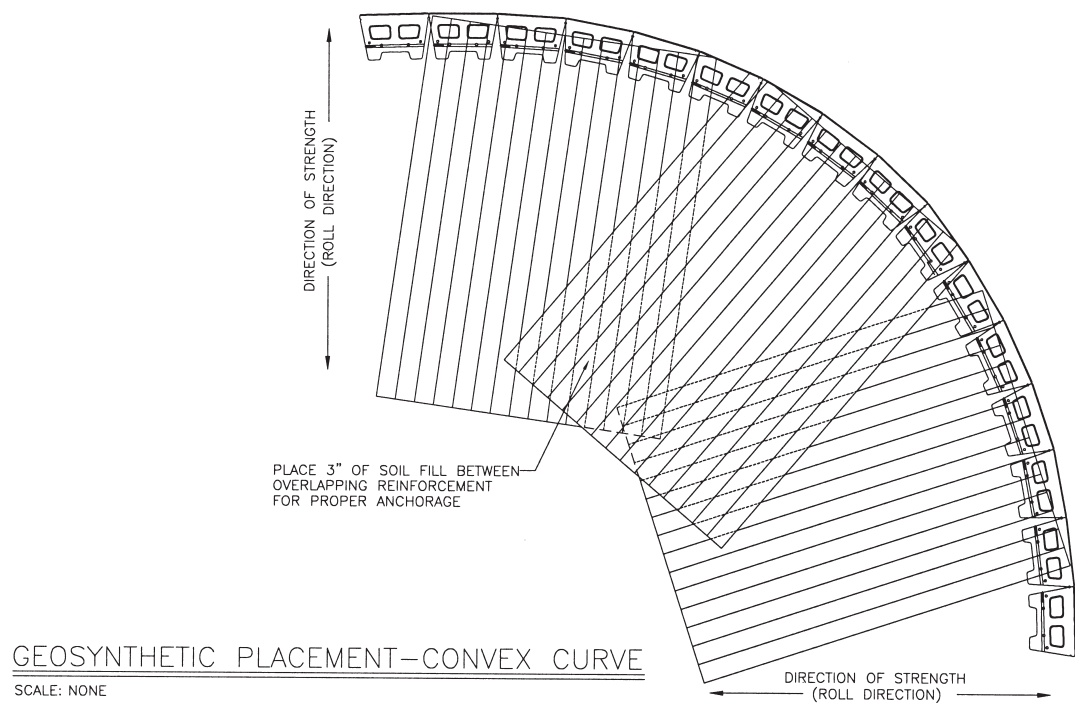 DIRECTION OF STRENGTH
(ROLL DIRECTION)
PLACE 3" OF SOIL FILL BETWEEN
OVERLAPPING REINFORCEMENT
FOR PROPER ANCHORAGE
GEOSYNTHETIC PLACEMENT-CONVEX CURVE
SCALE: NONE
DIRECTION OF STRENGTH
(ROLL DIRECTION)